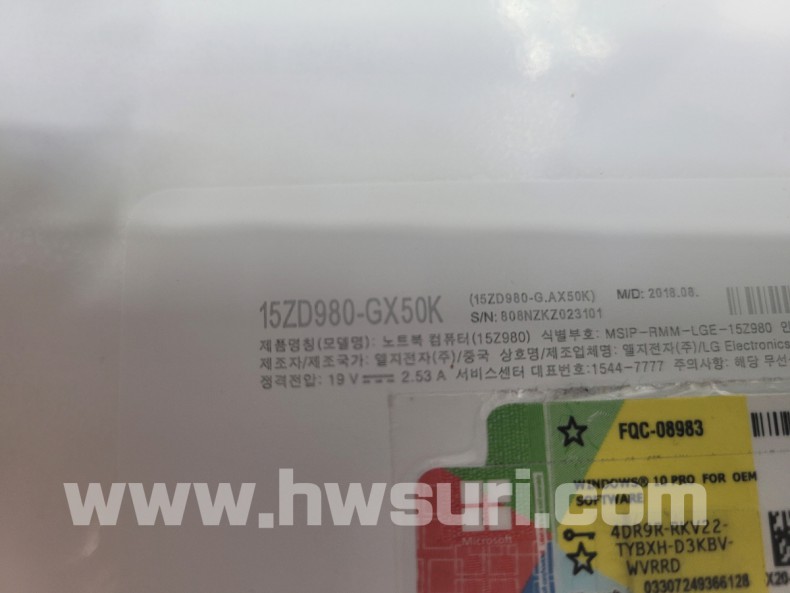 15ZD980-GX50K (15ZD980-G.AX50K) M/D: 2018.08.
S/N: 808NZKZ023101
제품명칭(모델명): 노트북 컴퓨터(15Z980) 식별부호: MSIP-RMM-LGE-15Z980 인
제조자/제조국가: 엘지전자(주)/중국 상호명/제조업체명: 엘지전자(주)/LG Electronics
정격전압: 19 V 2.53 A 서비스센터 대표번호:1544-7777 주의사항: 해당 무선
FQC-08983
WINDOWS® 10 PRO FOR OEM
SOFTWARE
www.hwsuri.com
Microsoft
4DR9R-RKV22-
TYBXH-D3KBV-
WVRRD
03307249366128
X20-